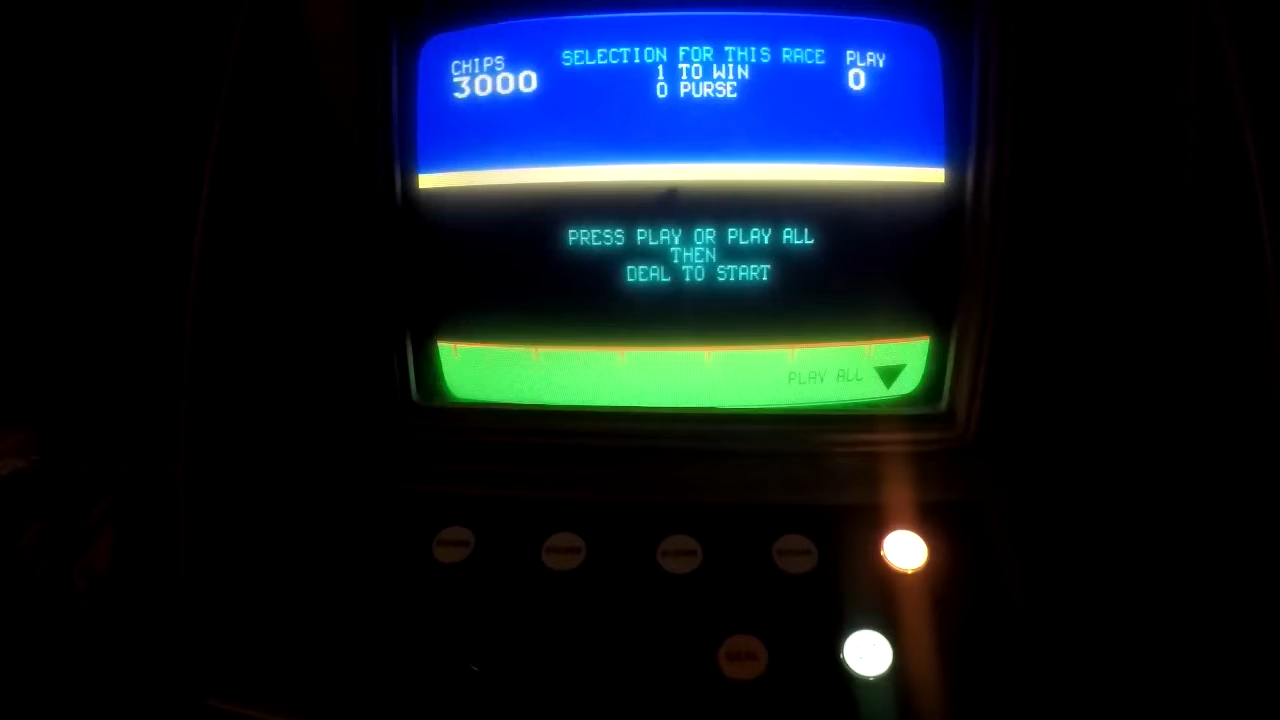 CHIPS
3000
SELECTION FOR THIS RACE
1 TO WIN
0 PURSE
PLAY
0
PRESS PLAY OR PLAY ALL
THEN
DEAL TO START
PLAY ALL
DEAL